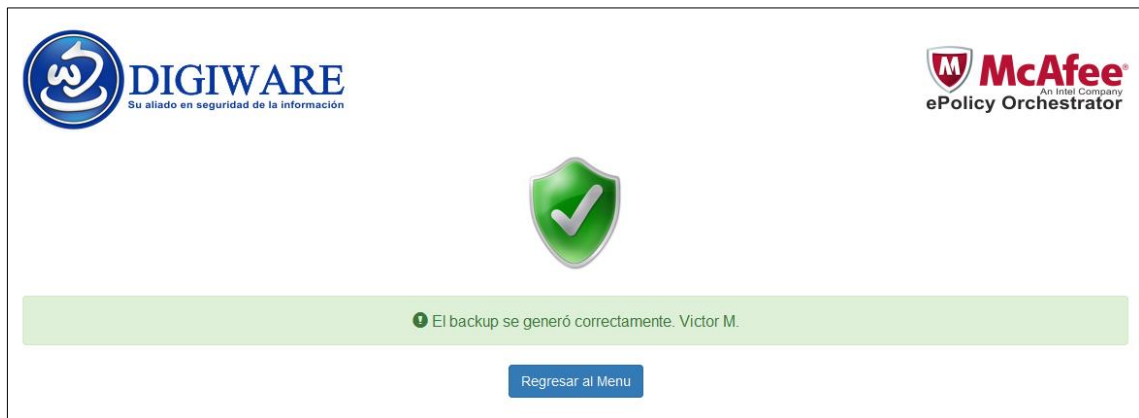 DIGIWARE
Su aliado en seguridad de la información
McAfee®
An Intel Company
ePolicy Orchestrator
El backup se generó correctamente. Victor M.
Regresar al Menu